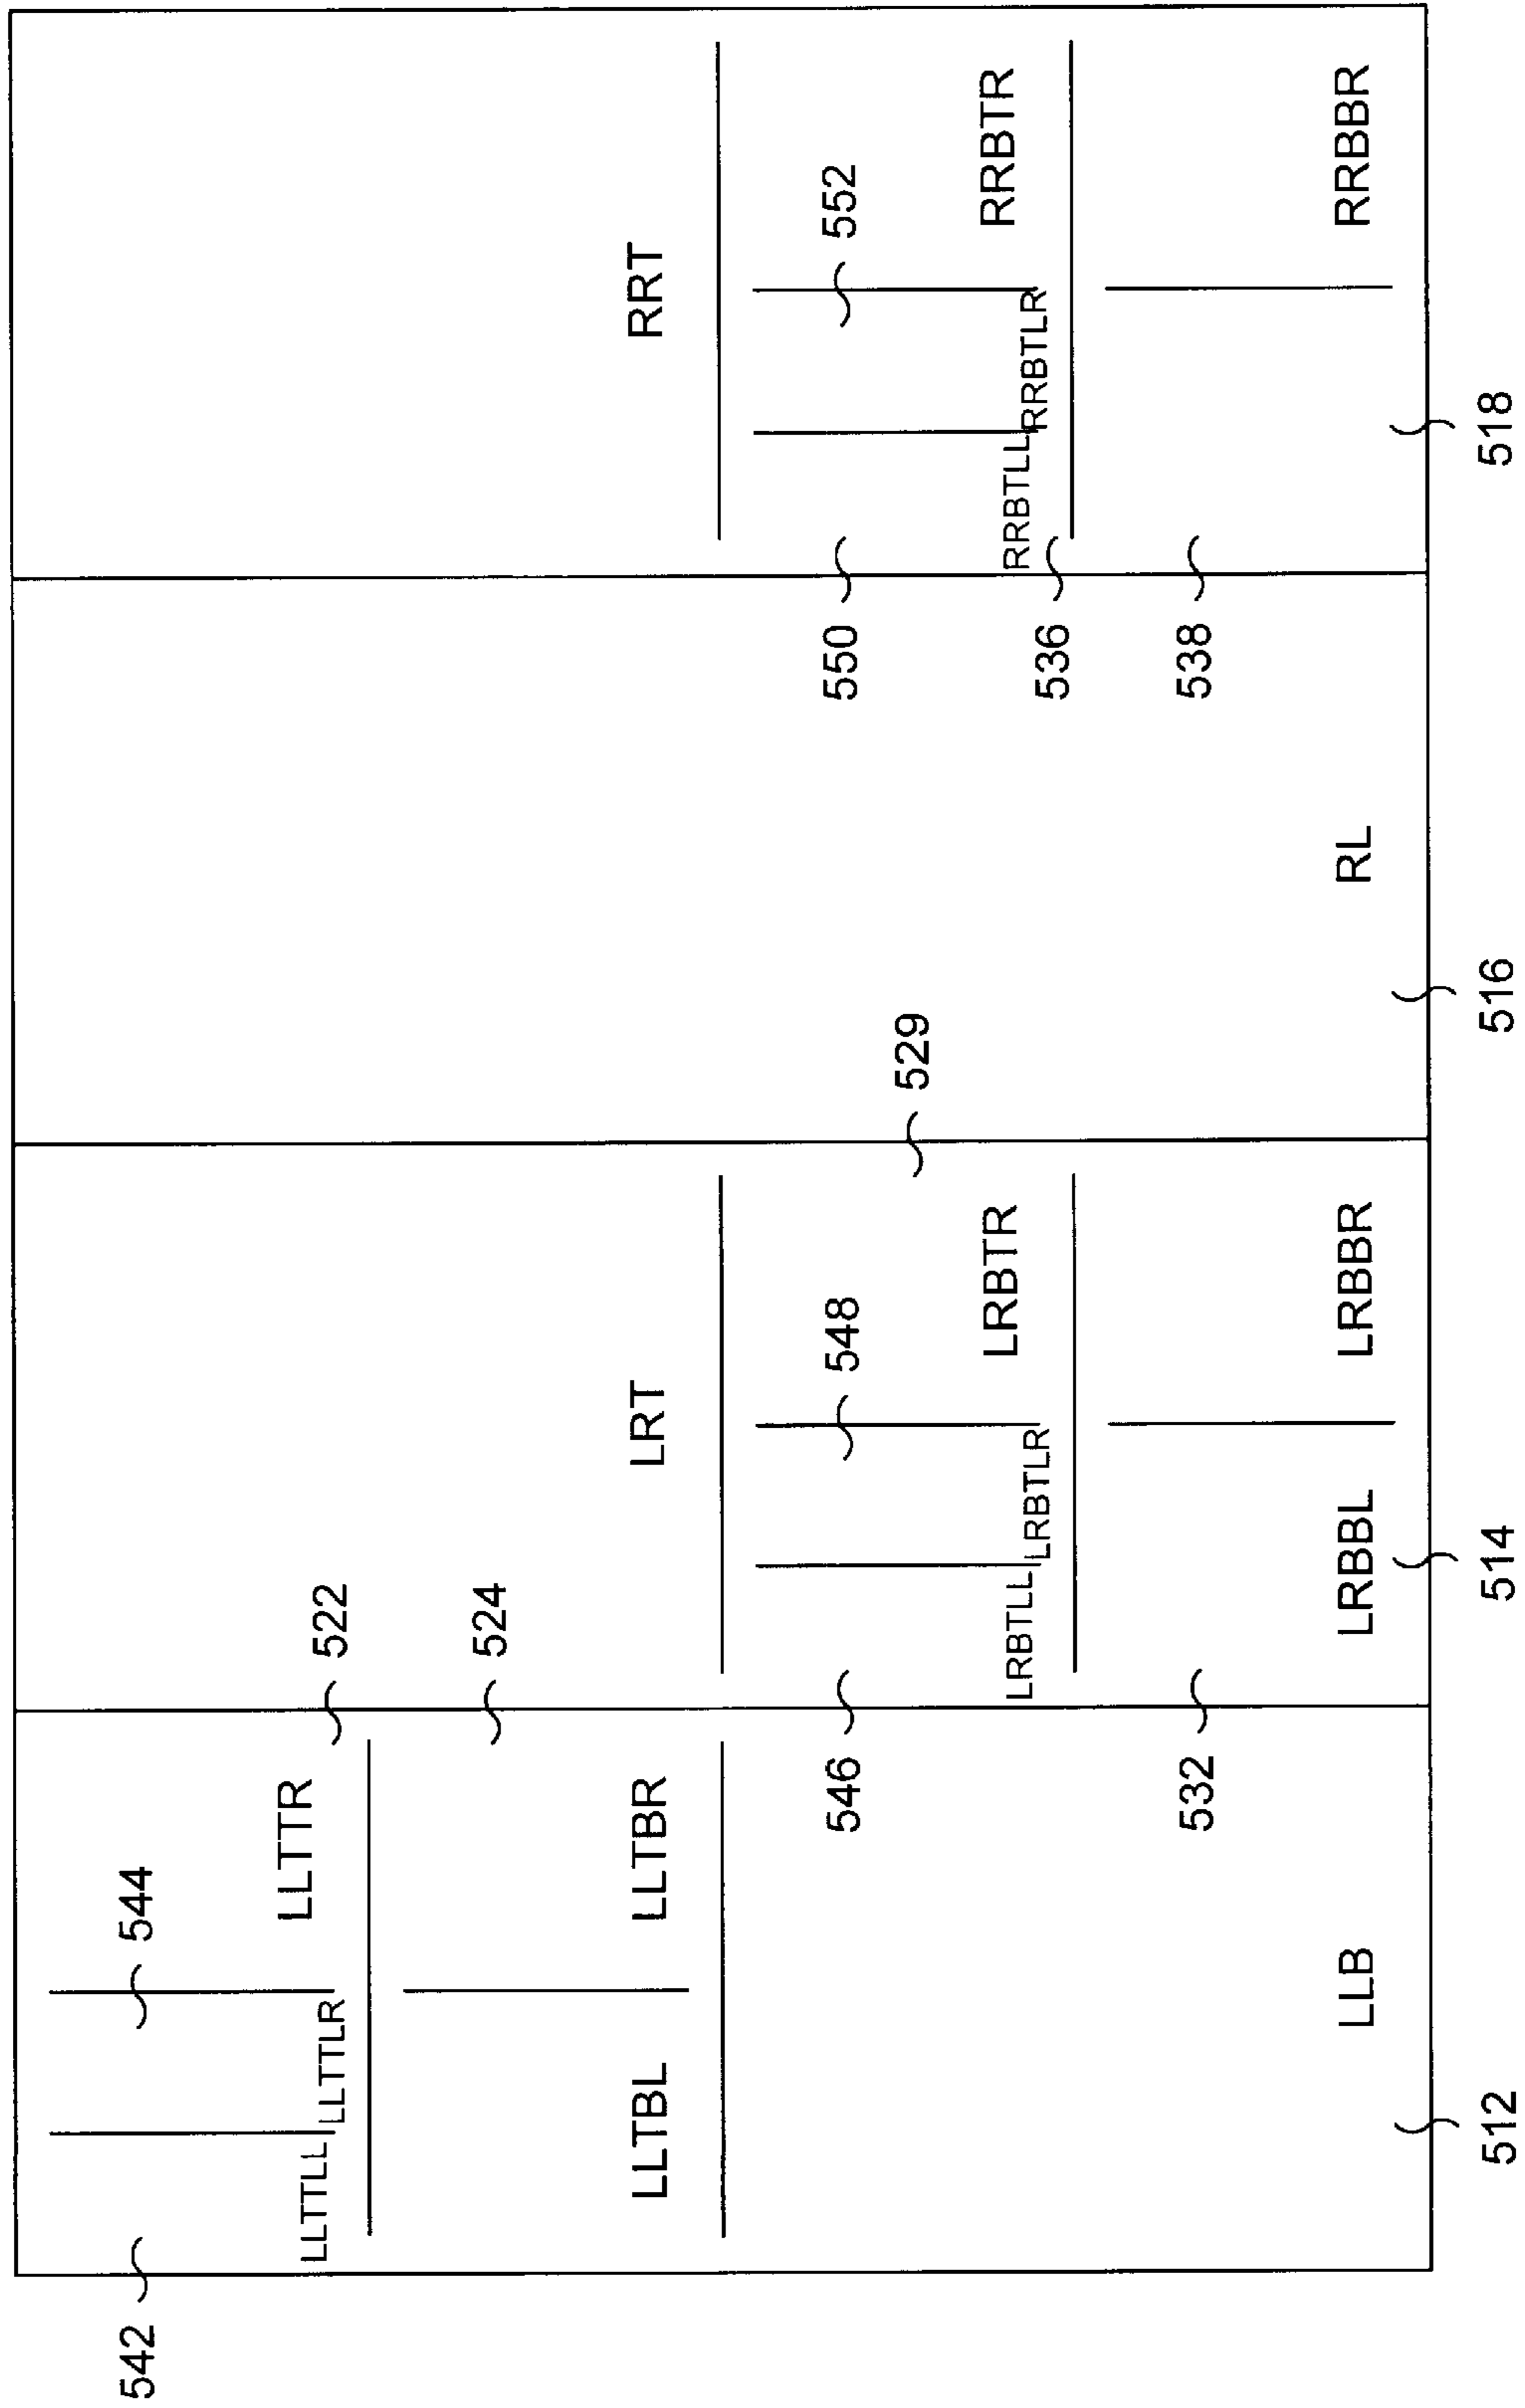 542 544
LLTTLL LLTTLR LLTTR 522
524
LLTBL LLTBR LRT RRT
546 548 550 552
529
LRBTLL LRBTLR LRBTR RRBTLL RRBTLR RRBTR
536
532 538
LLB LRBBL LRBBR RL RRBBR
512 514 516 518